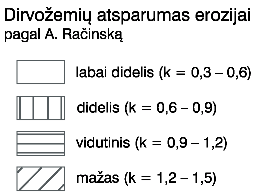 Dirvožemių atsparumas erozijai
pagal A. Račinską
labai didelis (k = 0,3 – 0,6)
didelis (k = 0,6 – 0,9)
vidutinis (k = 0,9 – 1,2)
mažas (k = 1,2 – 1,5)